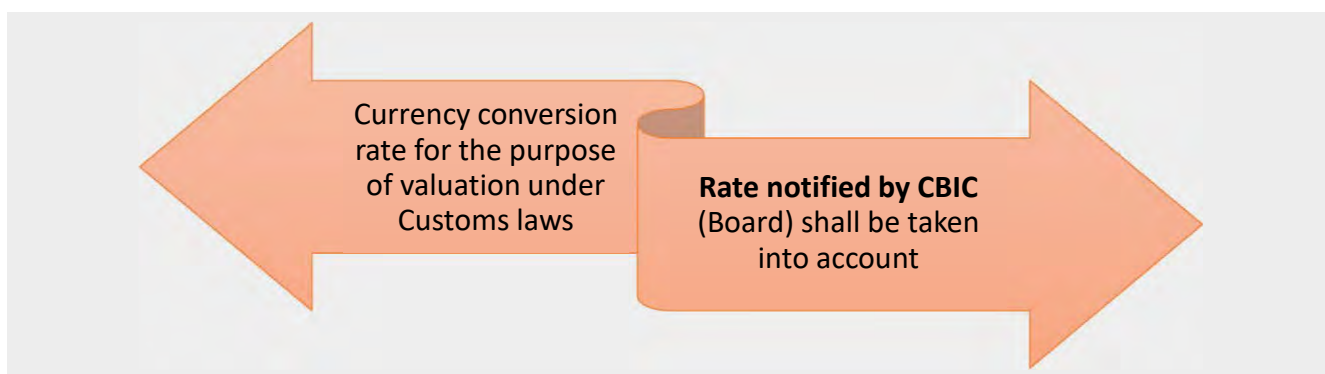 Currency conversion
rate for the purpose
of valuation under
Customs laws
Rate notified by CBIC
(Board) shall be taken
into account